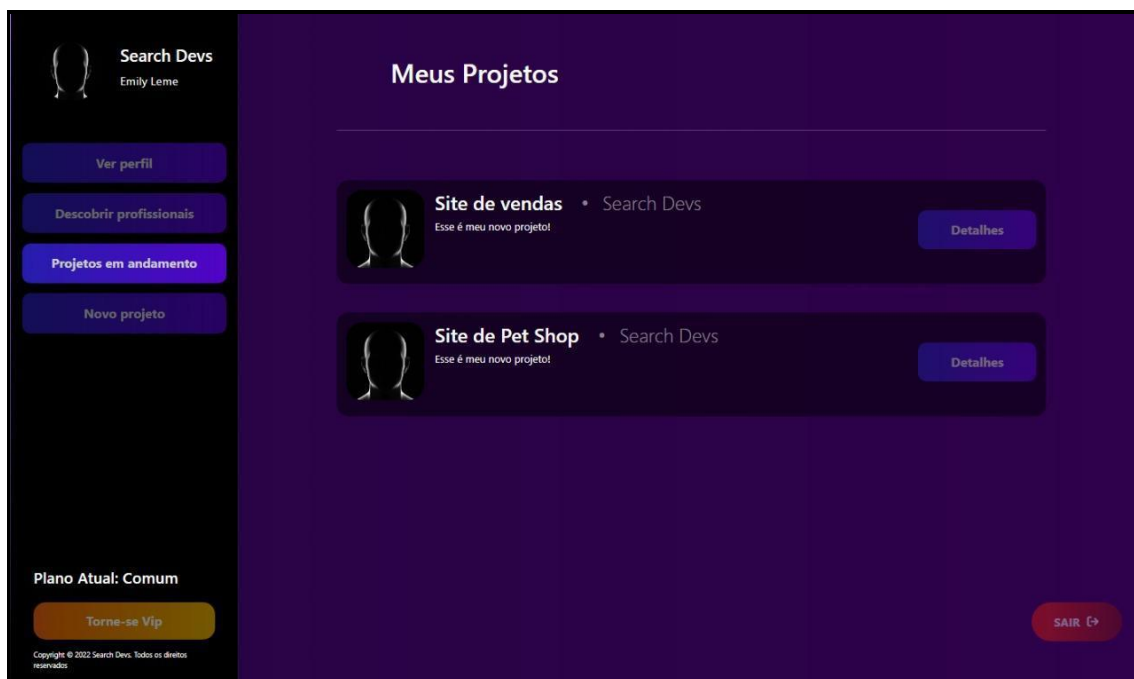 Search Devs
Emily Leme
Ver perfil
Descobrir profissionais
Projetos em andamento
Novo projeto
Plano Atual: Comum
Torne-se Vip
Copyright © 2022 Search Devs. Todos os direitos
reservados
Meus Projetos
Site de vendas • Search Devs
Esse é meu novo projeto!
Detalhes
Site de Pet Shop • Search Devs
Esse é meu novo projeto!
Detalhes
SAIR